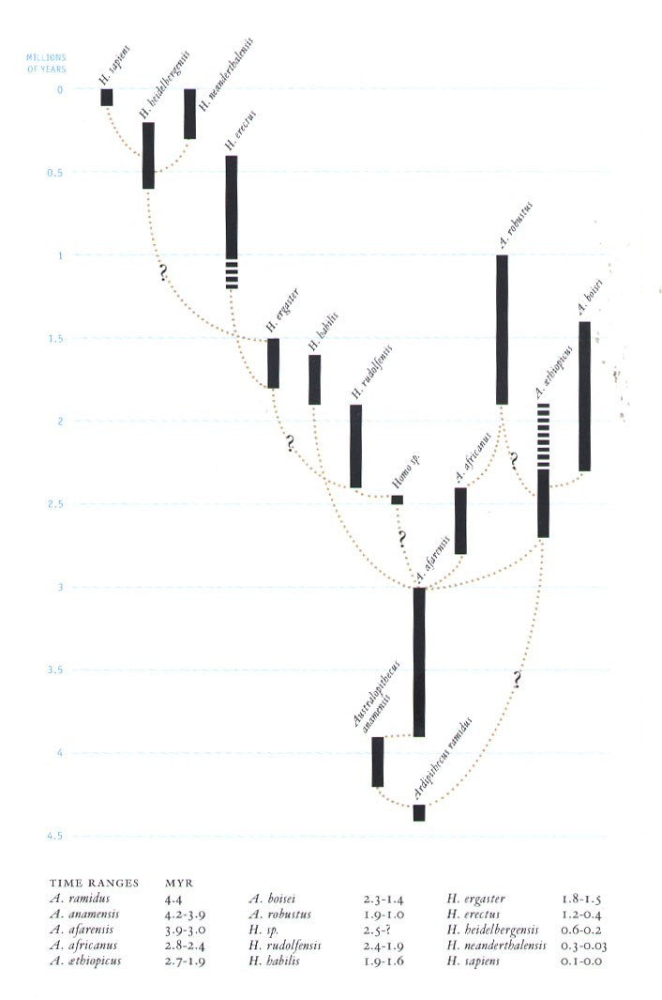 MILLIONS
OF YEARS
0
0.5
1
1.5
2
2.5
3
3.5
4
4.5
H. sapiens
H. heidelbergensis
H. neanderthalensis
H. erectus
?
H. ergaster
H. habilis
H. rudolfensis
?
Homo sp.
?
A. robustus
A. boisei
A. æthiopicus
A. africanus
?
A. afarensis
?
Australopithecus
anamensis
Ardipithecus ramidus
TIME RANGES MYR
A. ramidus 4.4
A. anamensis 4.2-3.9
A. afarensis 3.9-3.0
A. africanus 2.8-2.4
A. æthiopicus 2.7-1.9
A. boisei 2.3-1.4
A. robustus 1.9-1.0
H. sp. 2.5-?
H. rudolfensis 2.4-1.9
H. habilis 1.9-1.6
H. ergaster 1.8-1.5
H. erectus 1.2-0.4
H. heidelbergensis 0.6-0.2
H. neanderthalensis 0.3-0.03
H. sapiens 0.1-0.0